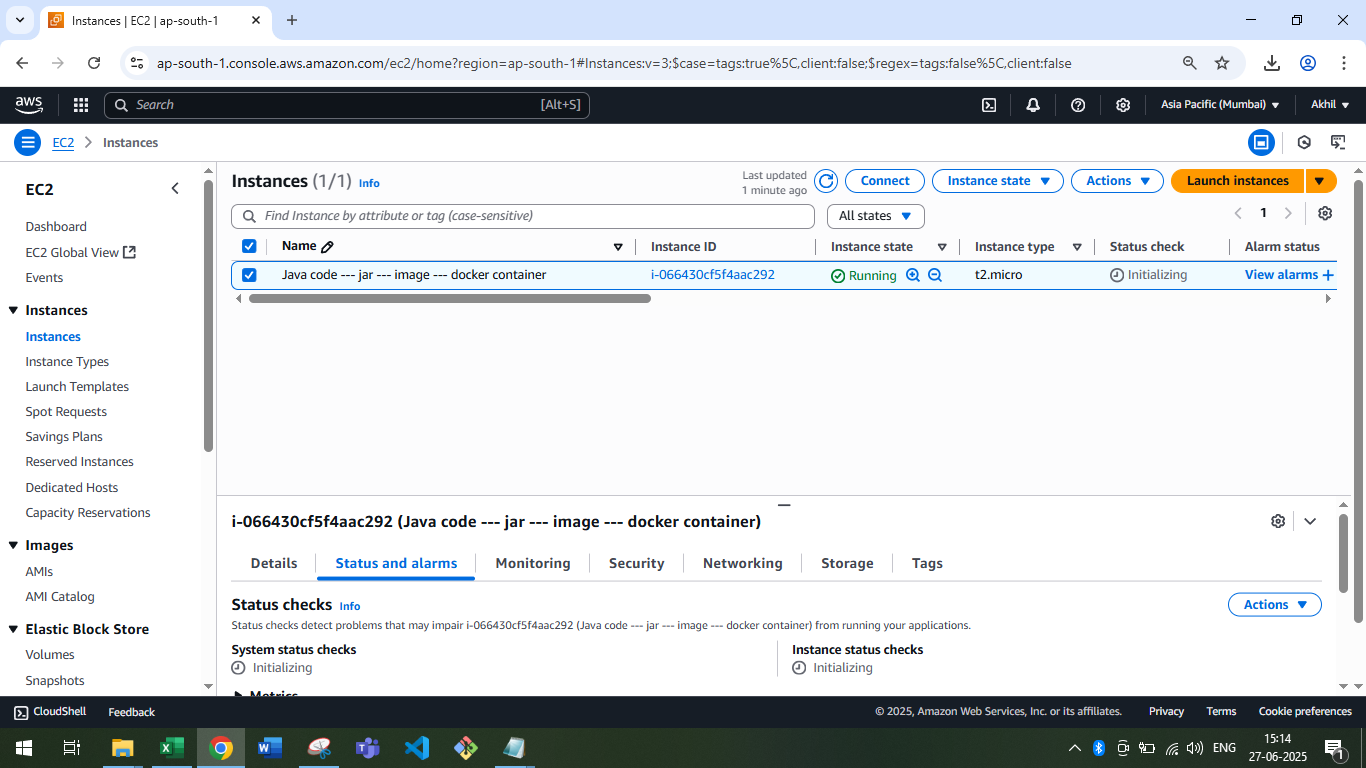 Instances | EC2 | ap-south-1
ap-south-1.console.aws.amazon.com/ec2/home?region=ap-south-1#Instances:v=3;$case=tags:true%5C,client:false;$regex=tags:false%5C,client:false
aws Search [Alt+S] Asia Pacific (Mumbai) Akhil
EC2 Instances
EC2
Dashboard
EC2 Global View
Events
Instances
Instances
Instance Types
Launch Templates
Spot Requests
Savings Plans
Reserved Instances
Dedicated Hosts
Capacity Reservations
Images
AMIs
AMI Catalog
Elastic Block Store
Volumes
Snapshots
Instances (1/1) Info
Last updated
1 minute ago
Connect Instance state Actions Launch instances
Find Instance by attribute or tag (case-sensitive) All states 1
Name Instance ID Instance state Instance type Status check Alarm status
Java code --- jar --- image --- docker container i-066430cf5f4aac292 Running t2.micro Initializing View alarms +
i-066430cf5f4aac292 (Java code --- jar --- image --- docker container)
Details Status and alarms Monitoring Security Networking Storage Tags
Status checks Info Actions
Status checks detect problems that may impair i-066430cf5f4aac292 (Java code --- jar --- image --- docker container) from running your applications.
System status checks Instance status checks
Initializing Initializing
Metrics
CloudShell Feedback © 2025, Amazon Web Services, Inc. or its affiliates. Privacy Terms Cookie preferences
ENG 15:14
27-06-2025
1